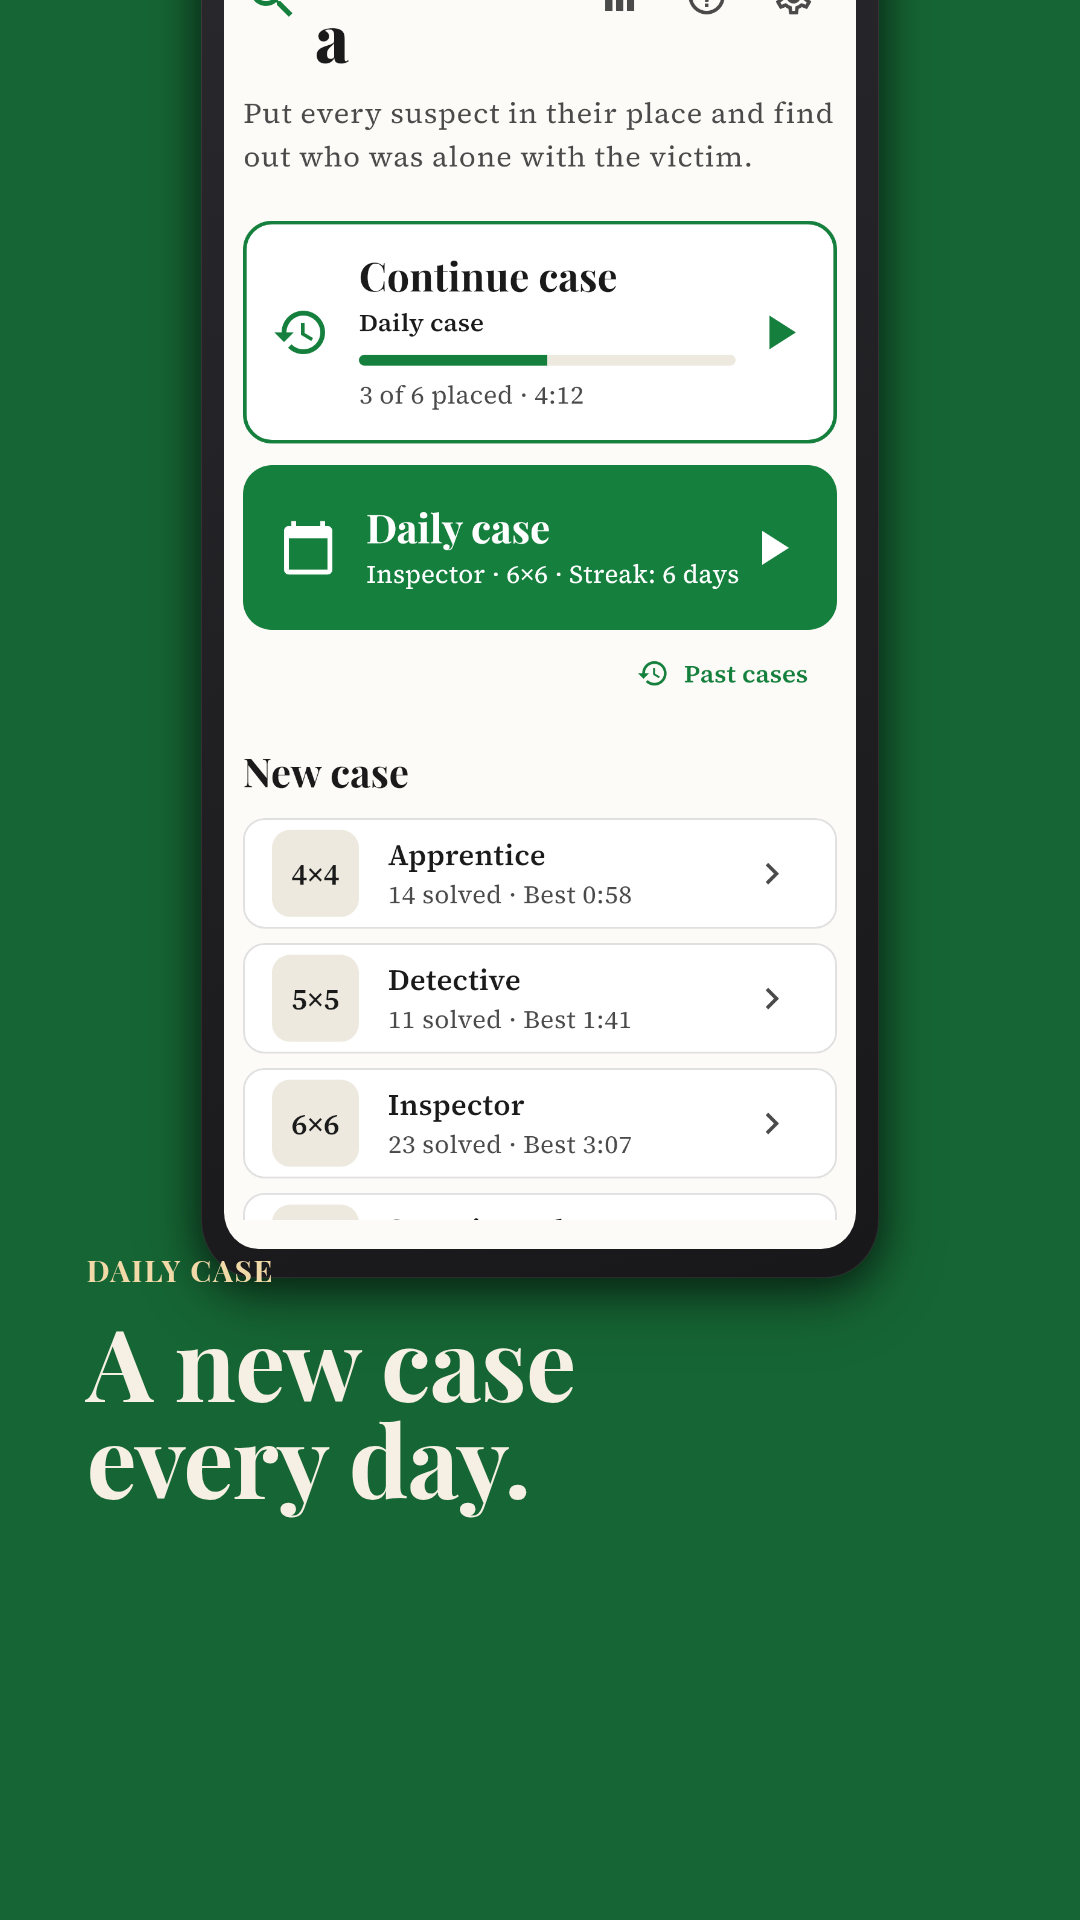 a
Put every suspect in their place and find
out who was alone with the victim.
Continue case
Daily case
3 of 6 placed · 4:12
Daily case
Inspector · 6×6 · Streak: 6 days
Past cases
New case
4×4
Apprentice
14 solved · Best 0:58
5×5
Detective
11 solved · Best 1:41
6×6
Inspector
23 solved · Best 3:07
DAILY CASE
A new case
every day.